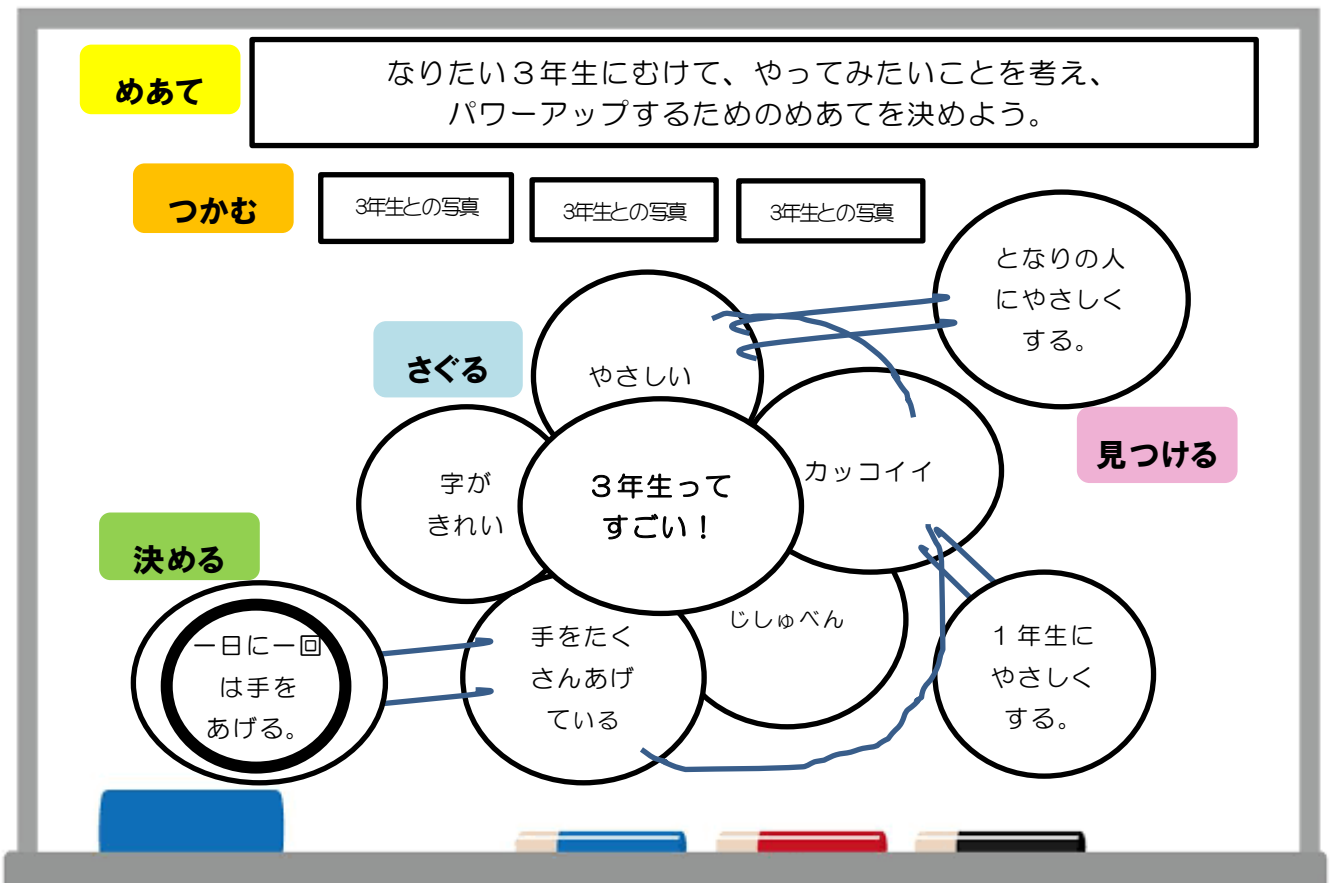 めあて
なりたい３年生にむけて、やってみたいことを考え、
パワーアップするためのめあてを決めよう。
つかむ
3年生との写真
3年生との写真
3年生との写真
となりの人
にやさしく
する。
さぐる
やさしい
見つける
カッコイイ
字が
きれい
３年生って
すごい！
決める
一日に一回
は手を
あげる。
手をたく
さんあげ
ている
じしゅべん
１年生に
やさしく
する。